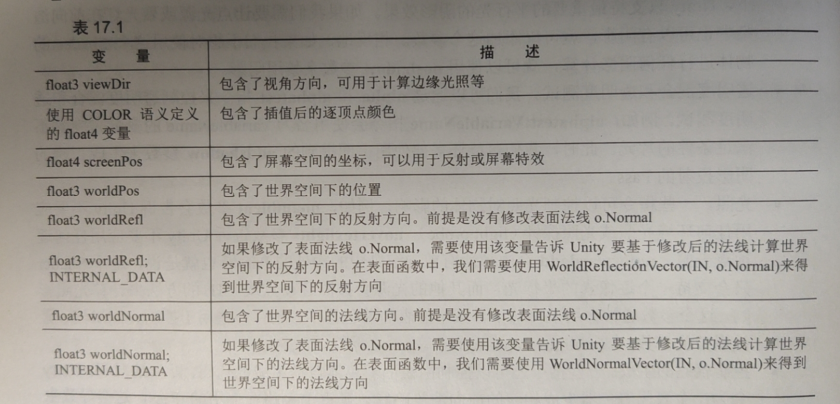 表 17.1
变 量 描 述
float3 viewDir 包含了视角方向，可用于计算边缘光照等
使用 COLOR 语义定义 包含了插值后的逐顶点颜色
的 float4 变量
float4 screenPos 包含了屏幕空间的坐标，可以用于反射或屏幕特效
float3 worldPos 包含了世界空间下的位置
float3 worldRefl 包含了世界空间下的反射方向。前提是没有修改表面法线 o.Normal
float3 worldRefl;
INTERNAL_DATA
如果修改了表面法线 o.Normal，需要使用该变量告诉 Unity 要基于修改后的法线计算世界
空间下的反射方向。在表面函数中，我们需要使用 WorldReflectionVector(IN, o.Normal)来得
到世界空间下的反射方向
float3 worldNormal 包含了世界空间的法线方向。前提是没有修改表面法线 o.Normal
float3 worldNormal;
INTERNAL_DATA
如果修改了表面法线 o.Normal，需要使用该变量告诉 Unity 要基于修改后的法线计算世界
空间下的法线方向。在表面函数中，我们需要使用 WorldNormalVector(IN, o.Normal)来得到
世界空间下的法线方向